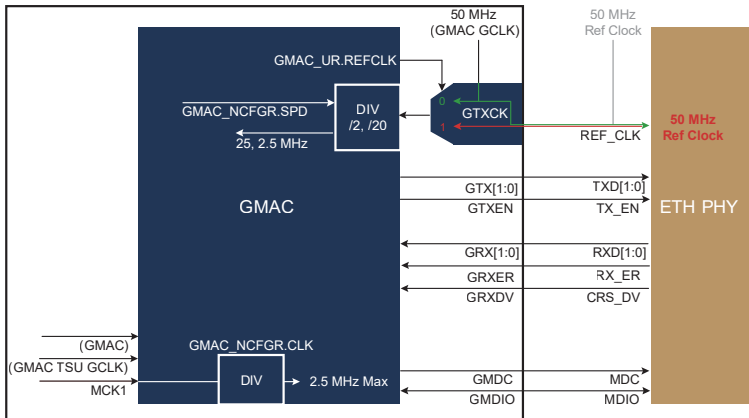 50 MHz
(GMAC GCLK)
50 MHz
Ref Clock
GMAC_UR.REFCLK
GMAC_NCFGR.SPD
DIV
/2, /20
0
GTXCK
1
25, 2.5 MHz
REF_CLK
50 MHz
Ref Clock
GMAC
ETH PHY
GTX[1:0]
TXD[1:0]
GTXEN
TX_EN
GRX[1:0]
RXD[1:0]
GRXER
RX_ER
GRXDV
CRS_DV
(GMAC)
(GMAC TSU GCLK)
MCK1
GMAC_NCFGR.CLK
DIV
2.5 MHz Max
GMDC
MDC
GMDIO
MDIO